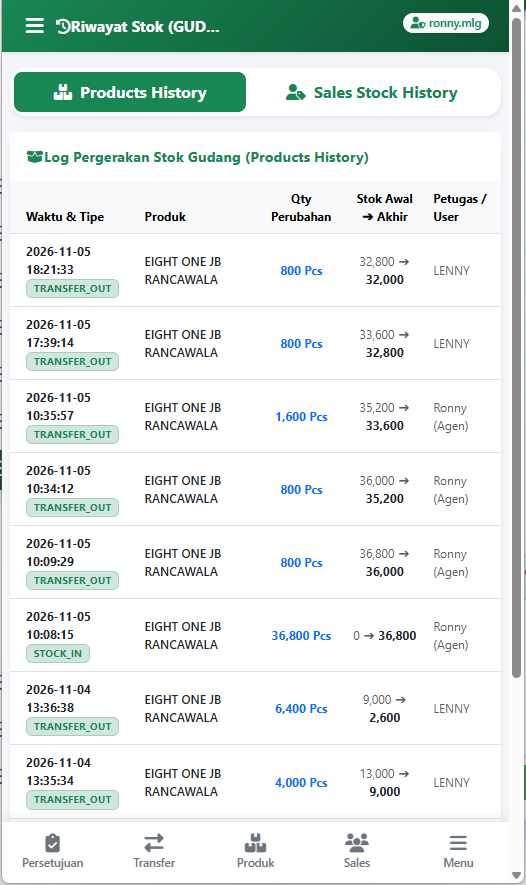 Riwayat Stok (GUD...
ronny.mlg
Products History
Sales Stock History
Log Pergerakan Stok Gudang (Products History)
Waktu & Tipe
Produk
Qty
Perubahan
Stok Awal
➔ Akhir
Petugas /
User
2026-11-05
18:21:33
TRANSFER_OUT
EIGHT ONE JB
RANCAWALA
800 Pcs
32,800 ➔
32,000
LENNY
2026-11-05
17:39:14
TRANSFER_OUT
EIGHT ONE JB
RANCAWALA
800 Pcs
33,600 ➔
32,800
LENNY
2026-11-05
10:35:57
TRANSFER_OUT
EIGHT ONE JB
RANCAWALA
1,600 Pcs
35,200 ➔
33,600
Ronny
(Agen)
2026-11-05
10:34:12
TRANSFER_OUT
EIGHT ONE JB
RANCAWALA
800 Pcs
36,000 ➔
35,200
Ronny
(Agen)
2026-11-05
10:09:29
TRANSFER_OUT
EIGHT ONE JB
RANCAWALA
800 Pcs
36,800 ➔
36,000
Ronny
(Agen)
2026-11-05
10:08:15
STOCK_IN
EIGHT ONE JB
RANCAWALA
36,800 Pcs
0 ➔ 36,800
Ronny
(Agen)
2026-11-04
13:36:38
TRANSFER_OUT
EIGHT ONE JB
RANCAWALA
6,400 Pcs
9,000 ➔
2,600
LENNY
2026-11-04
13:35:34
TRANSFER_OUT
EIGHT ONE JB
RANCAWALA
4,000 Pcs
13,000 ➔
9,000
LENNY
Persetujuan
Transfer
Produk
Sales
Menu